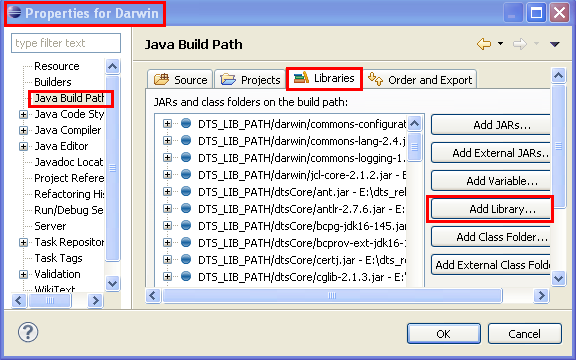 Properties for Darwin
type filter text
Resource
Builders
Java Build Path
Java Code Sty
Java Compiler
Java Editor
Javadoc Locat
Project Refere
Refactoring His
Run/Debug Se
Server
Task Repositor
Task Tags
Validation
WikiText
Java Build Path
Source
Projects
Libraries
Order and Export
JARs and class folders on the build path:
DTS_LIB_PATH/darwin/commons-configurat
DTS_LIB_PATH/darwin/commons-lang-2.4.j
DTS_LIB_PATH/darwin/commons-logging-1.
DTS_LIB_PATH/darwin/jcl-core-2.1.2.jar - E
DTS_LIB_PATH/dtsCore/ant.jar - E:\dts_rel
DTS_LIB_PATH/dtsCore/antlr-2.7.6.jar - E:
DTS_LIB_PATH/dtsCore/bcpg-jdk16-145.jar
DTS_LIB_PATH/dtsCore/bcprov-ext-jdk16-1
DTS_LIB_PATH/dtsCore/certj.jar - E:\dts_re
DTS_LIB_PATH/dtsCore/cglib-2.1.3.jar - E:\
Add JARs...
Add External JARs...
Add Variable...
Add Library...
Add Class Folder...
Add External Class Folde
?
OK
Cancel